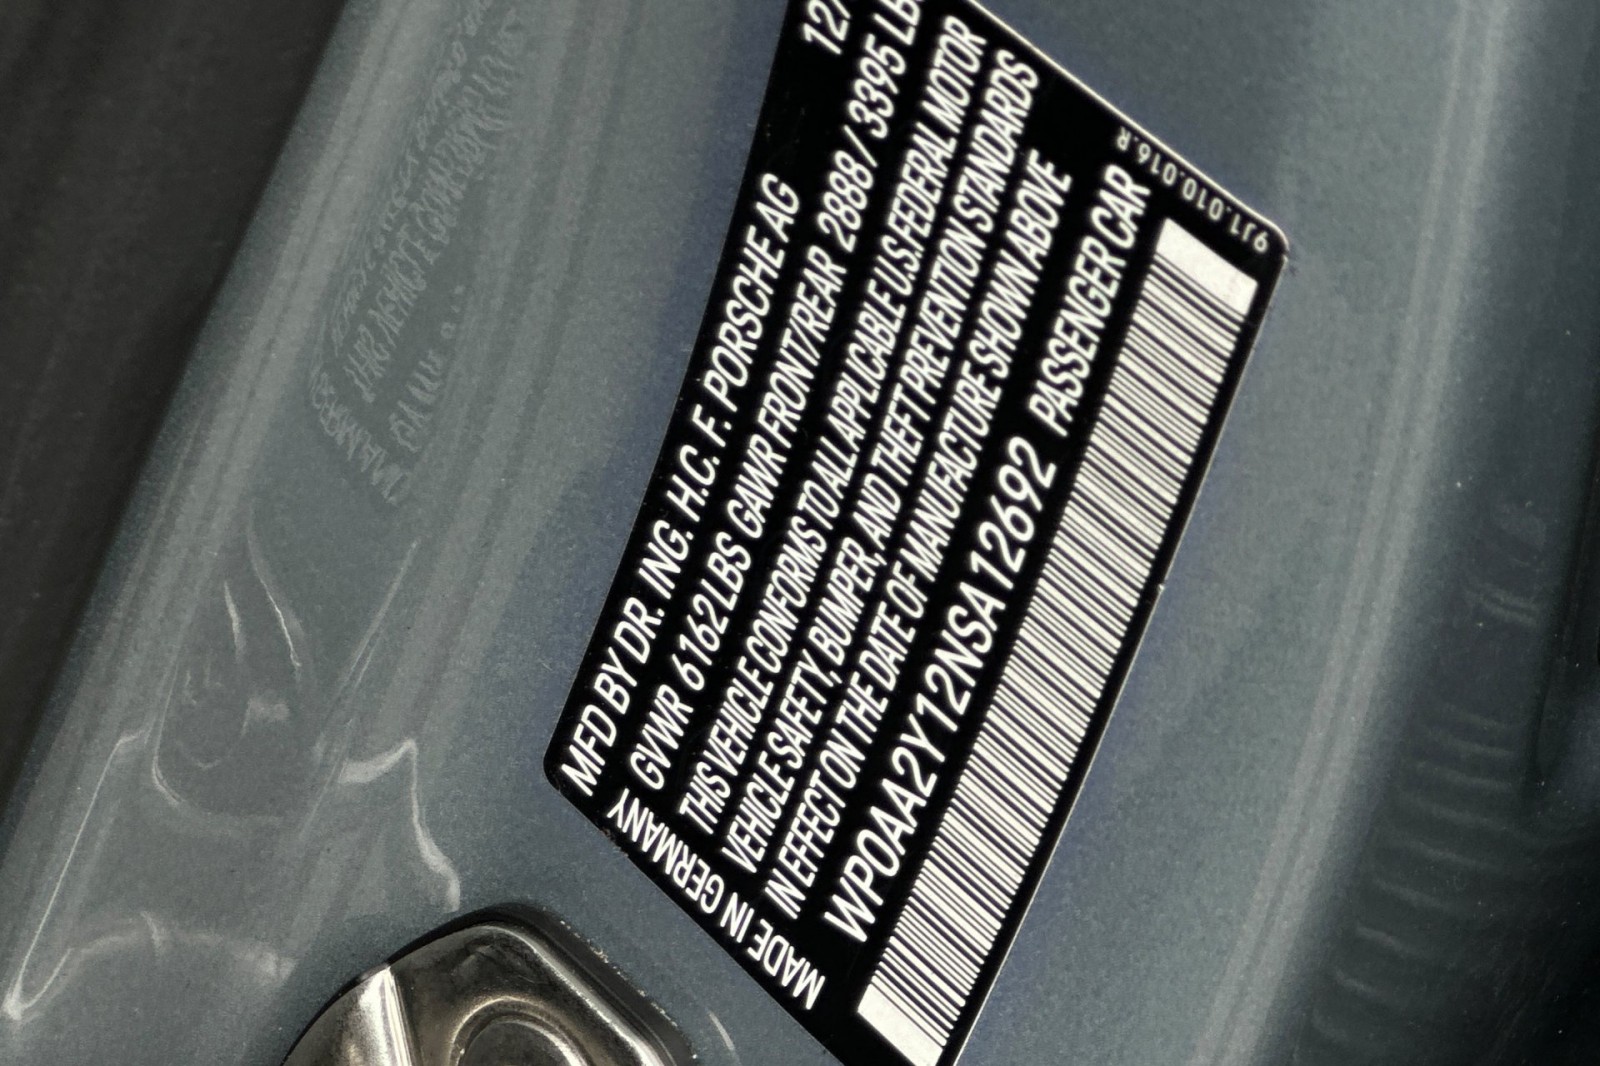 MFD BY DR. ING. H.C. F. PORSCHE AG 12/
GVWR 6162 LBS GAWR FRONT/REAR 2888 / 3395 LBS
THIS VEHICLE CONFORMS TO ALL APPLICABLE U.S.FEDERAL MOTOR
VEHICLE SAFETY, BUMPER, AND THEFT PREVENTION STANDARDS
IN EFFECT ON THE DATE OF MANUFACTURE SHOWN ABOVE
WP0AA2Y12NSA12692 PASSENGER CAR
MADE IN GERMANY
9J1.010.016.R